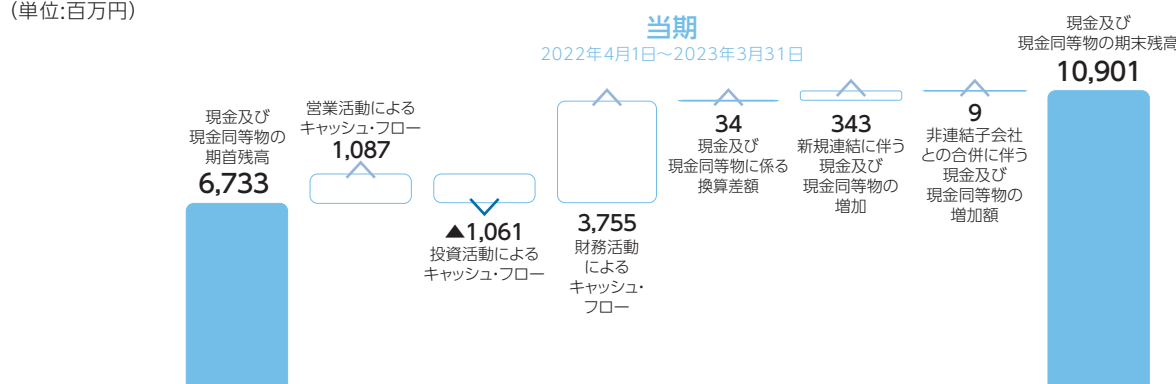 (単位:百万円)
当期
2022年4月1日～2023年3月31日
現金及び
現金同等物の
期首残高
6,733
営業活動による
キャッシュ・フロー
1,087
▲1,061
投資活動による
キャッシュ・フロー
3,755
財務活動
による
キャッシュ・
フロー
34
現金及び
現金同等物に係る
換算差額
343
新規連結に伴う
現金及び
現金同等物の
増加
9
非連結子会社
との合併に伴う
現金及び
現金同等物の
増加額
現金及び
現金同等物の期末残高
10,901